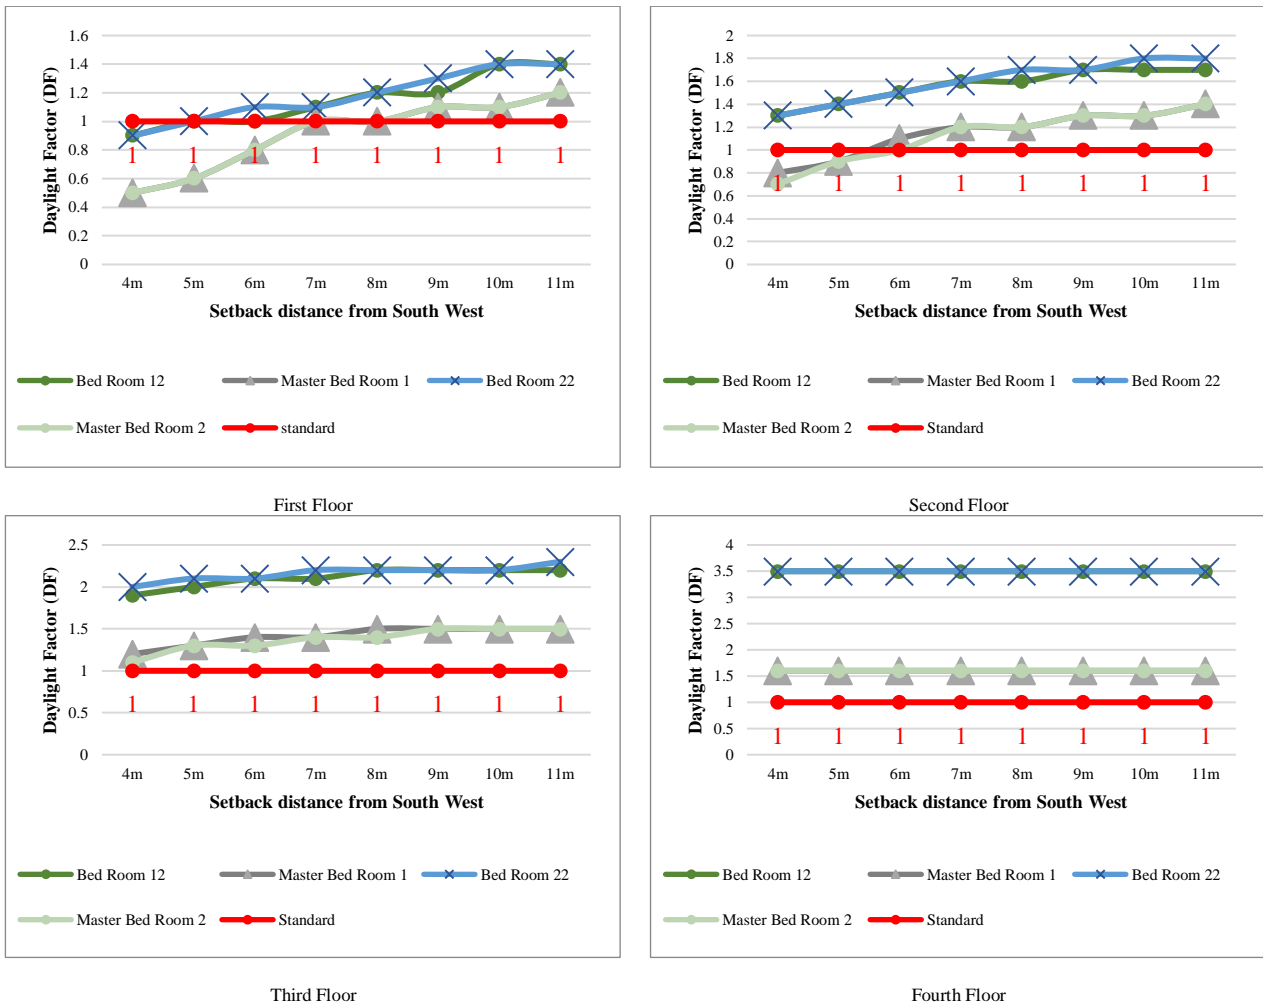 1.6
1.4
1.2
1
0.8
0.6
0.4
0.2
0
Daylight Factor (DF)
1 1 1 1 1 1 1 1
4m 5m 6m 7m 8m 9m 10m 11m
Setback distance from South West
Bed Room 12 Master Bed Room 1 Bed Room 22
Master Bed Room 2 standard
First Floor
2
1.8
1.6
1.4
1.2
1
0.8
0.6
0.4
0.2
0
Daylight Factor (DF)
1 1 1 1 1 1 1 1
4m 5m 6m 7m 8m 9m 10m 11m
Setback distance from South West
Bed Room 12 Master Bed Room 1 Bed Room 22
Master Bed Room 2 Standard
Second Floor
2.5
2
1.5
1
0.5
0
Daylight Factor (DF)
1 1 1 1 1 1 1 1
4m 5m 6m 7m 8m 9m 10m 11m
Setback distance from South West
Bed Room 12 Master Bed Room 1 Bed Room 22
Master Bed Room 2 Standard
Third Floor
4
3.5
3
2.5
2
1.5
1
0.5
0
Daylight Factor (DF)
1 1 1 1 1 1 1 1
4m 5m 6m 7m 8m 9m 10m 11m
Setback distance from South West
Bed Room 12 Master Bed Room 1 Bed Room 22
Master Bed Room 2 Standard
Fourth Floor